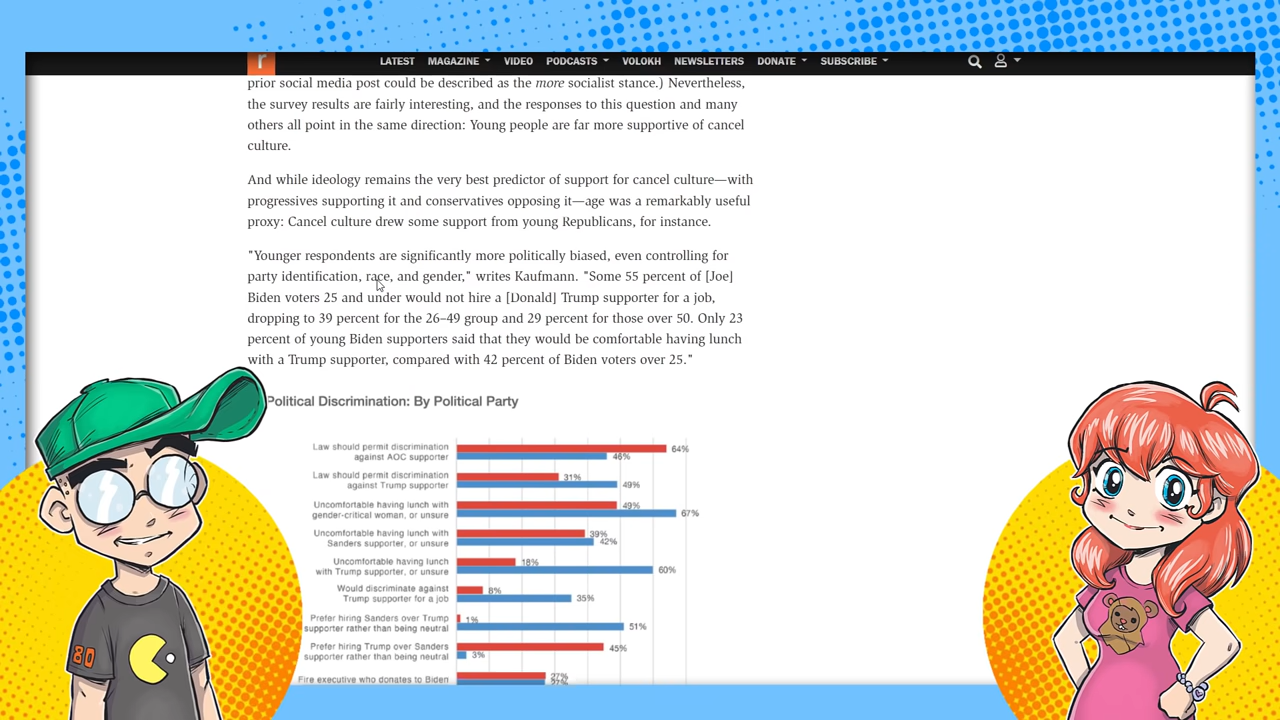 r
LATEST MAGAZINE VIDEO PODCASTS VOLOKH NEWSLETTERS DONATE SUBSCRIBE
prior social media post could be described as the more socialist stance.) Nevertheless,
the survey results are fairly interesting, and the responses to this question and many
others all point in the same direction: Young people are far more supportive of cancel
culture.
And while ideology remains the very best predictor of support for cancel culture—with
progressives supporting it and conservatives opposing it—age was a remarkably useful
proxy: Cancel culture drew some support from young Republicans, for instance.
"Younger respondents are significantly more politically biased, even controlling for
party identification, race, and gender," writes Kaufmann. "Some 55 percent of [Joe]
Biden voters 25 and under would not hire a [Donald] Trump supporter for a job,
dropping to 39 percent for the 26–49 group and 29 percent for those over 50. Only 23
percent of young Biden supporters said that they would be comfortable having lunch
with a Trump supporter, compared with 42 percent of Biden voters over 25."
Political Discrimination: By Political Party
Law should permit discrimination
against AOC supporter
64%
46%
Law should permit discrimination
against Trump supporter
31%
49%
Uncomfortable having lunch with
gender-critical woman, or unsure
49%
67%
Uncomfortable having lunch with
Sanders supporter, or unsure
39%
42%
Uncomfortable having lunch
with Trump supporter, or unsure
18%
60%
Would discriminate against
Trump supporter for a job
8%
35%
Prefer hiring Sanders over Trump
supporter rather than being neutral
1%
51%
Prefer hiring Trump over Sanders
supporter rather than being neutral
45%
3%
Fire executive who donates to Biden
27%
27%
80